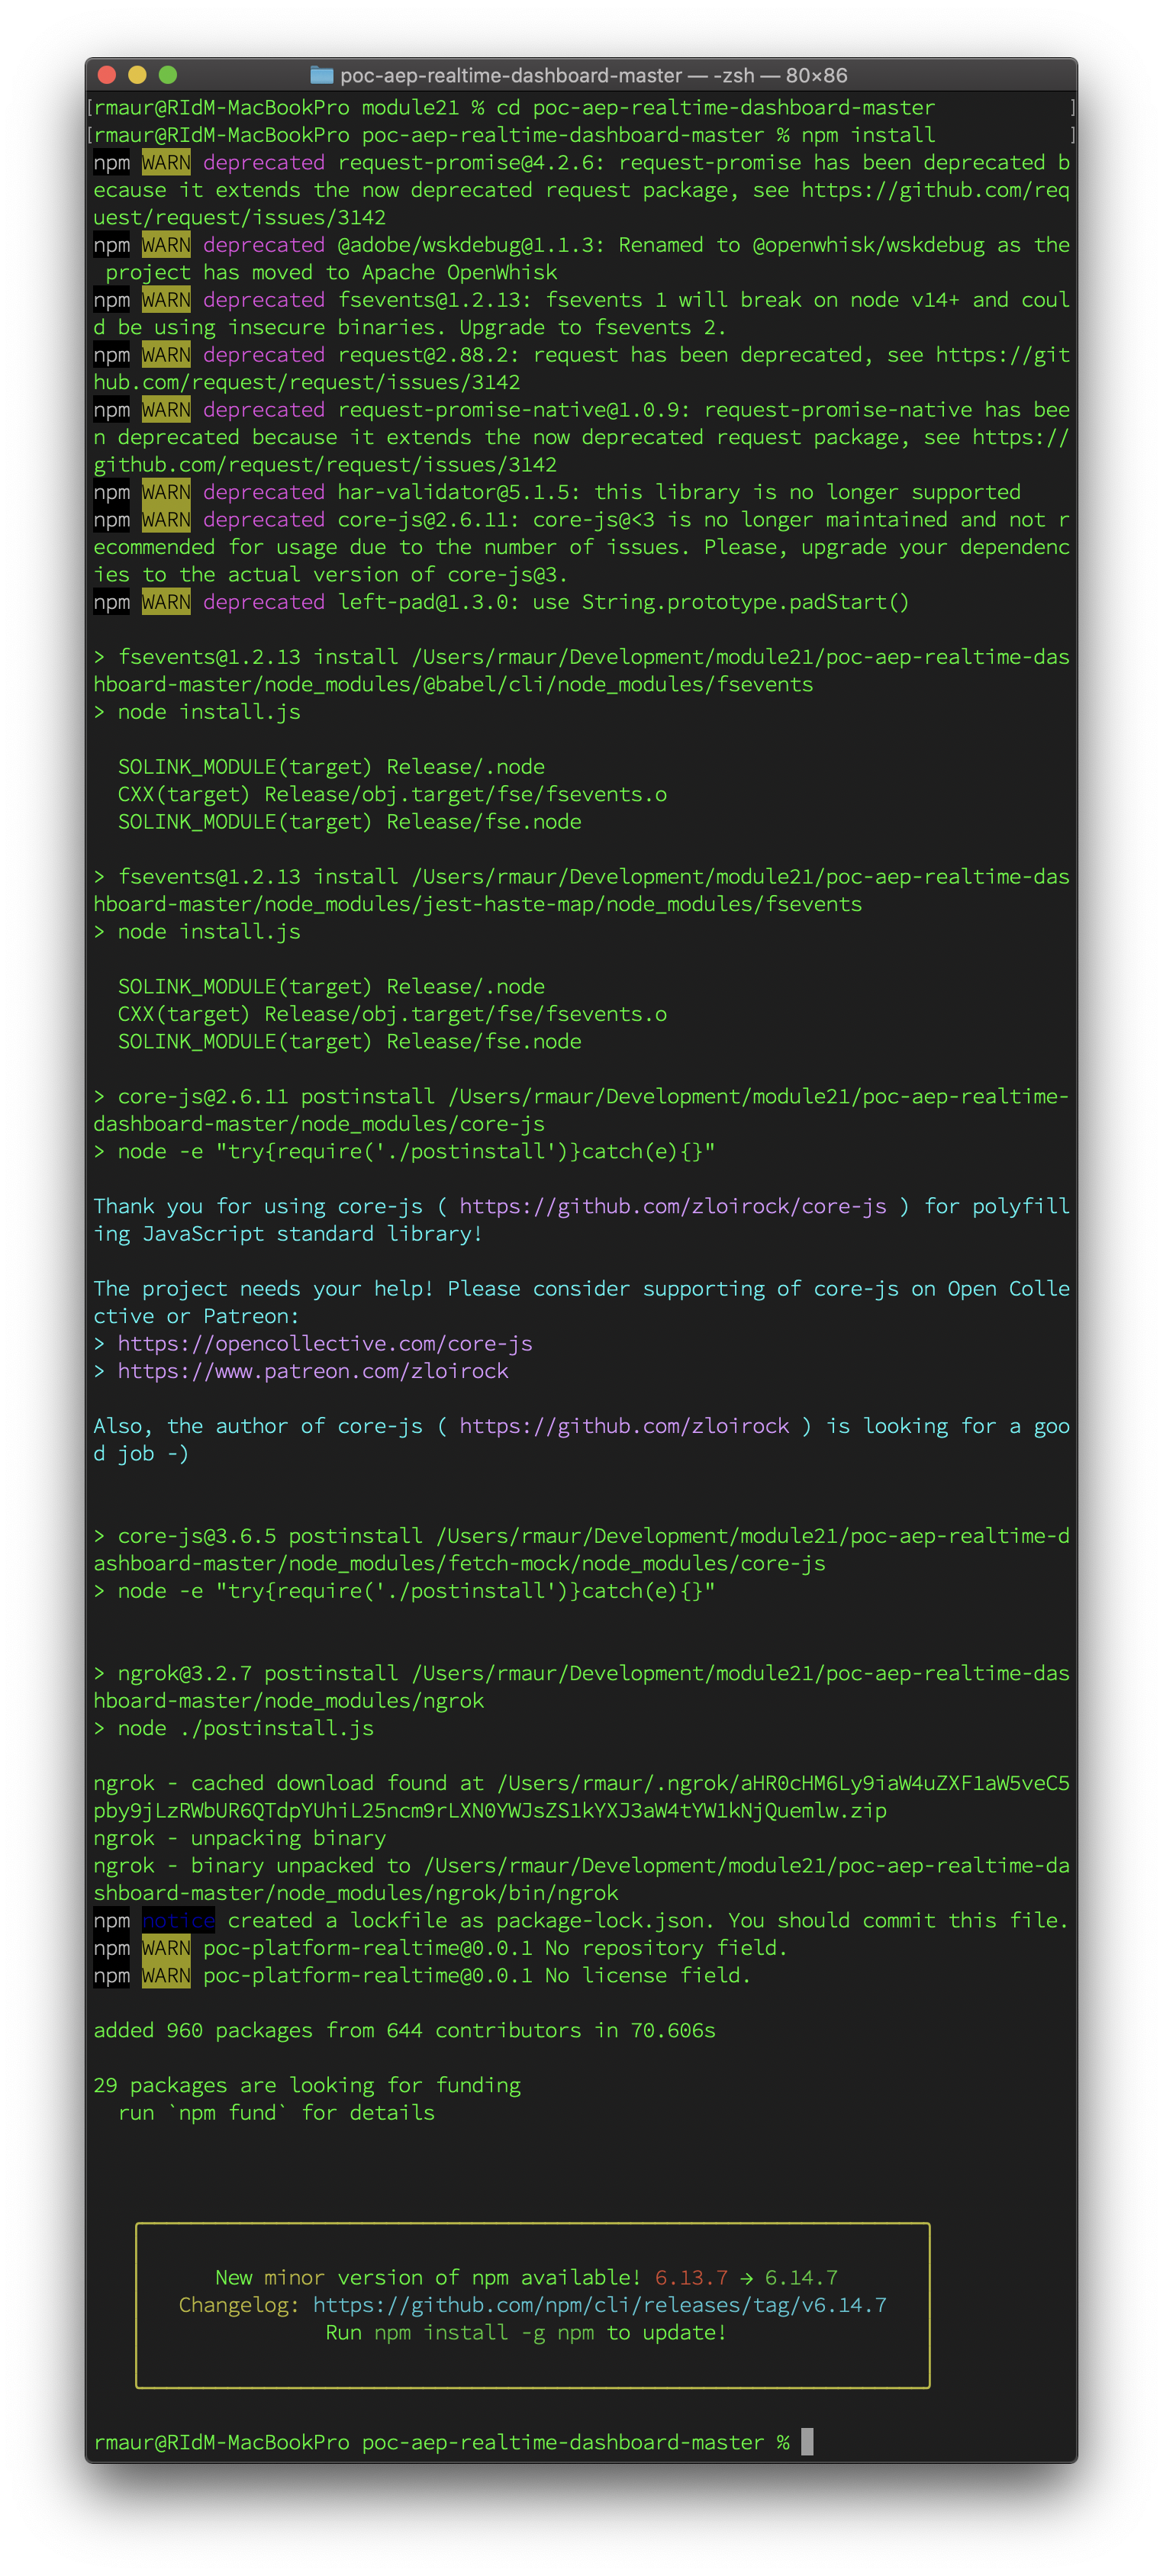 poc-aep-realtime-dashboard-master — -zsh — 80×86
[rmaur@RIdM-MacBookPro module21 % cd poc-aep-realtime-dashboard-master ]
[rmaur@RIdM-MacBookPro poc-aep-realtime-dashboard-master % npm install ]
npm WARN deprecated request-promise@4.2.6: request-promise has been deprecated b
ecause it extends the now deprecated request package, see https://github.com/req
uest/request/issues/3142
npm WARN deprecated @adobe/wskdebug@1.1.3: Renamed to @openwhisk/wskdebug as the
 project has moved to Apache OpenWhisk
npm WARN deprecated fsevents@1.2.13: fsevents 1 will break on node v14+ and coul
d be using insecure binaries. Upgrade to fsevents 2.
npm WARN deprecated request@2.88.2: request has been deprecated, see https://git
hub.com/request/request/issues/3142
npm WARN deprecated request-promise-native@1.0.9: request-promise-native has bee
n deprecated because it extends the now deprecated request package, see https://
github.com/request/request/issues/3142
npm WARN deprecated har-validator@5.1.5: this library is no longer supported
npm WARN deprecated core-js@2.6.11: core-js@<3 is no longer maintained and not r
ecommended for usage due to the number of issues. Please, upgrade your dependenc
ies to the actual version of core-js@3.
npm WARN deprecated left-pad@1.3.0: use String.prototype.padStart()
> fsevents@1.2.13 install /Users/rmaur/Development/module21/poc-aep-realtime-das
hboard-master/node_modules/@babel/cli/node_modules/fsevents
> node install.js
  SOLINK_MODULE(target) Release/.node
  CXX(target) Release/obj.target/fse/fsevents.o
  SOLINK_MODULE(target) Release/fse.node
> fsevents@1.2.13 install /Users/rmaur/Development/module21/poc-aep-realtime-das
hboard-master/node_modules/jest-haste-map/node_modules/fsevents
> node install.js
  SOLINK_MODULE(target) Release/.node
  CXX(target) Release/obj.target/fse/fsevents.o
  SOLINK_MODULE(target) Release/fse.node
> core-js@2.6.11 postinstall /Users/rmaur/Development/module21/poc-aep-realtime-
dashboard-master/node_modules/core-js
> node -e "try{require('./postinstall')}catch(e){}"
Thank you for using core-js ( https://github.com/zloirock/core-js ) for polyfill
ing JavaScript standard library!
The project needs your help! Please consider supporting of core-js on Open Colle
ctive or Patreon:
> https://opencollective.com/core-js
> https://www.patreon.com/zloirock
Also, the author of core-js ( https://github.com/zloirock ) is looking for a goo
d job -)
> core-js@3.6.5 postinstall /Users/rmaur/Development/module21/poc-aep-realtime-d
ashboard-master/node_modules/fetch-mock/node_modules/core-js
> node -e "try{require('./postinstall')}catch(e){}"
> ngrok@3.2.7 postinstall /Users/rmaur/Development/module21/poc-aep-realtime-das
hboard-master/node_modules/ngrok
> node ./postinstall.js
ngrok - cached download found at /Users/rmaur/.ngrok/aHR0cHM6Ly9iaW4uZXF1aW5veC5
pby9jLzRWbUR6QTdpYUhiL25ncm9rLXN0YWJsZS1kYXJ3aW4tYW1kNjQuemlw.zip
ngrok - unpacking binary
ngrok - binary unpacked to /Users/rmaur/Development/module21/poc-aep-realtime-da
shboard-master/node_modules/ngrok/bin/ngrok
npm notice created a lockfile as package-lock.json. You should commit this file.
npm WARN poc-platform-realtime@0.0.1 No repository field.
npm WARN poc-platform-realtime@0.0.1 No license field.
added 960 packages from 644 contributors in 70.606s
29 packages are looking for funding
  run `npm fund` for details
New minor version of npm available! 6.13.7 → 6.14.7
Changelog: https://github.com/npm/cli/releases/tag/v6.14.7
Run npm install -g npm to update!
rmaur@RIdM-MacBookPro poc-aep-realtime-dashboard-master %